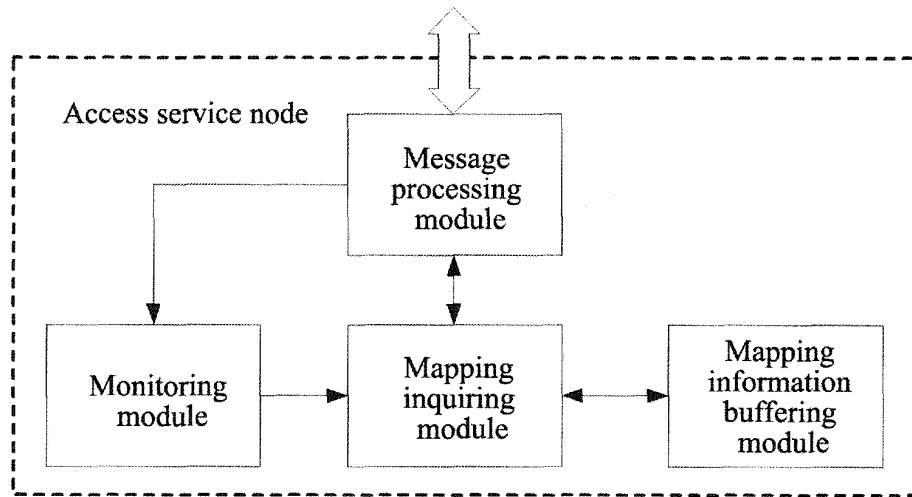 Access service node
Message
processing
module
Monitoring
module
Mapping
inquiring
module
Mapping
information
buffering
module